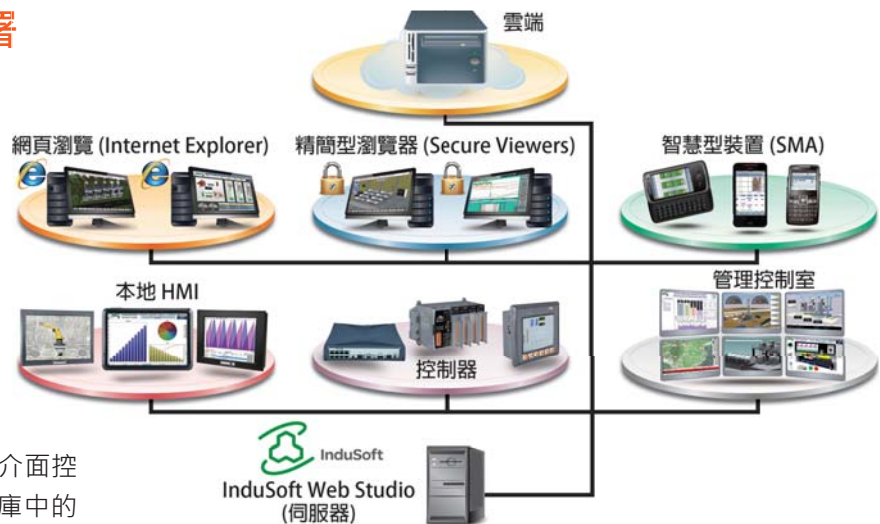 署
雲端
網頁瀏覽 (Internet Explorer)
精簡型瀏覽器 (Secure Viewers)
智慧型裝置 (SMA)
本地 HMI
控制器
管理控制室
InduSoft
InduSoft Web Studio
(伺服器)
介面控
庫中的